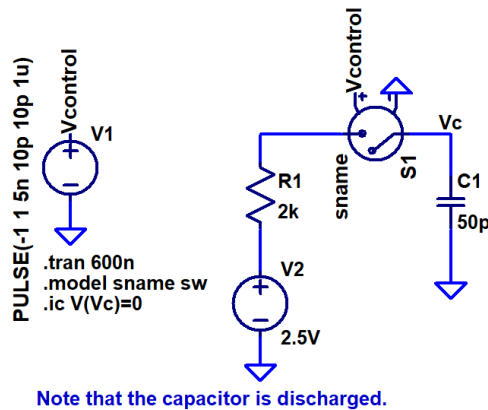 PULSE(-1 1 5n 10p 10p 1u)
Vcontrol
V1
+
−
.tran 600n
.model sname sw
.ic V(Vc)=0
R1
2k
V2
+
−
2.5V
Vcontrol
+
-
sname
S1
Vc
C1
50p
Note that the capacitor is discharged.